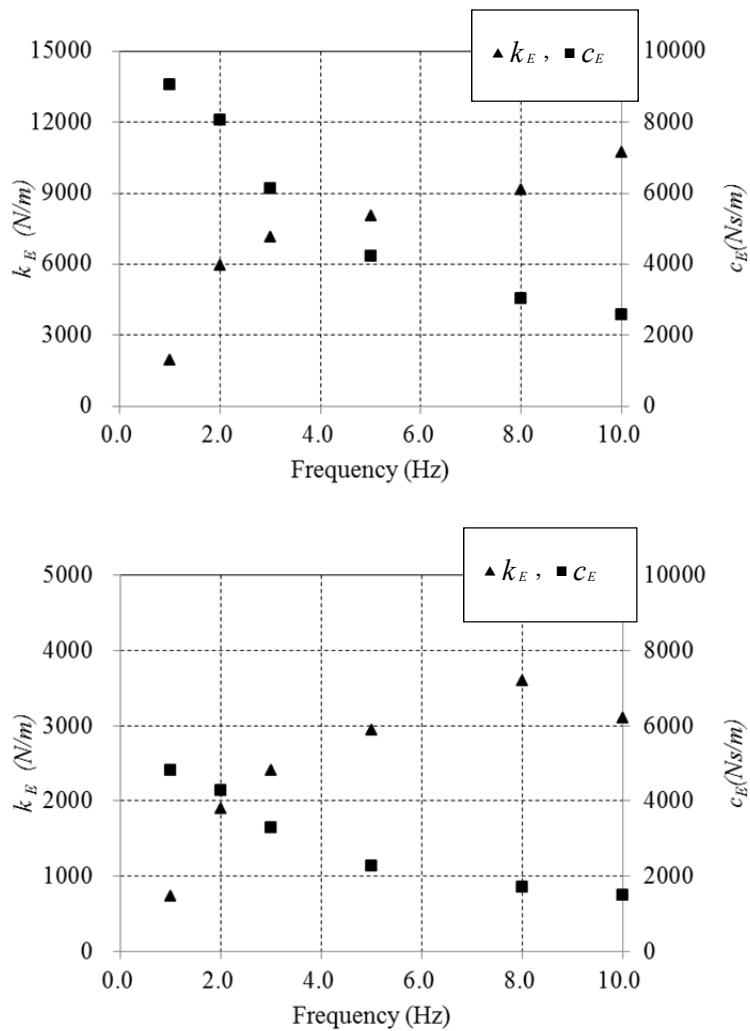 ▲ k_E , ■ c_E
15000 10000
12000 8000
9000 6000
6000 4000
3000 2000
0 0
k_E (N/m)
c_E(Ns/m)
0.0 2.0 4.0 6.0 8.0 10.0
Frequency (Hz)
▲ k_E , ■ c_E
5000 10000
4000 8000
3000 6000
2000 4000
1000 2000
0 0
k_E (N/m)
c_E(Ns/m)
0.0 2.0 4.0 6.0 8.0 10.0
Frequency (Hz)